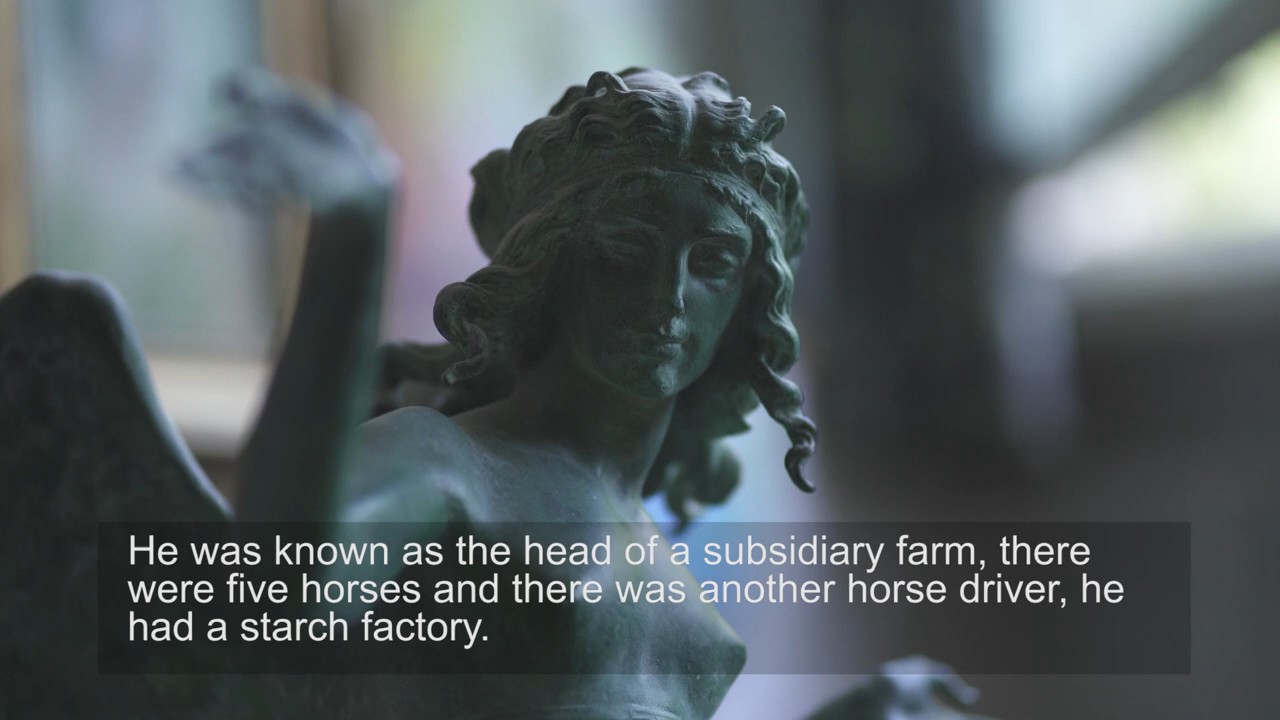 He was known as the head of a subsidiary farm, there
were five horses and there was another horse driver, he
had a starch factory.